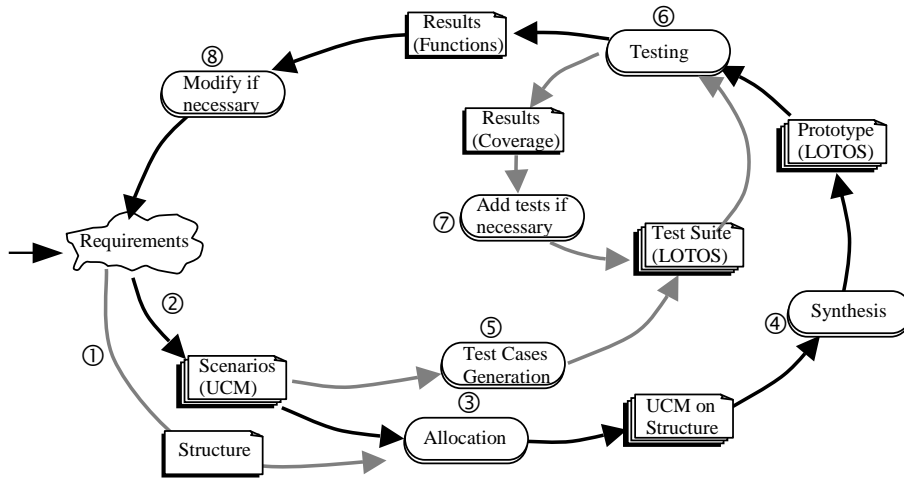 Results
(Functions)
⑥
Testing
⑧
Modify if
necessary
Results
(Coverage)
Prototype
(LOTOS)
Add tests if
necessary
⑦
Test Suite
(LOTOS)
Requirements
②
①
④
Synthesis
⑤
Test Cases
Generation
Scenarios
(UCM)
③
Allocation
UCM on
Structure
Structure